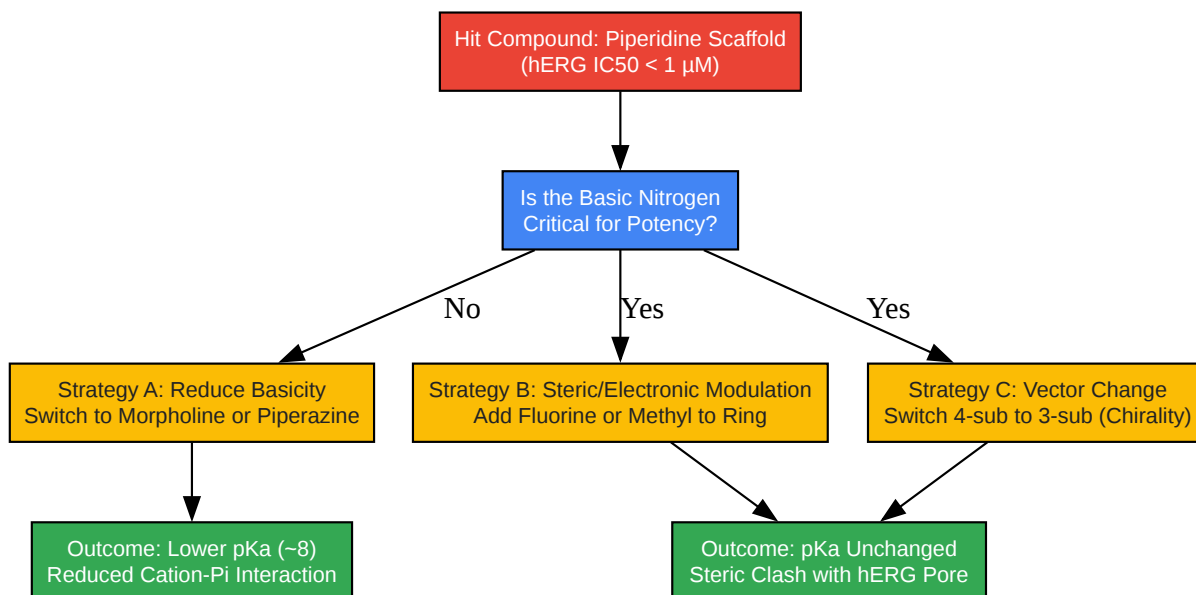 Hit Compound: Piperidine Scaffold
(hERG IC50 < 1 µM)
Is the Basic Nitrogen
Critical for Potency?
No
Yes
Yes
Strategy A: Reduce Basicity
Switch to Morpholine or Piperazine
Strategy B: Steric/Electronic Modulation
Add Fluorine or Methyl to Ring
Strategy C: Vector Change
Switch 4-sub to 3-sub (Chirality)
Outcome: Lower pKa (~8)
Reduced Cation-Pi Interaction
Outcome: pKa Unchanged
Steric Clash with hERG Pore